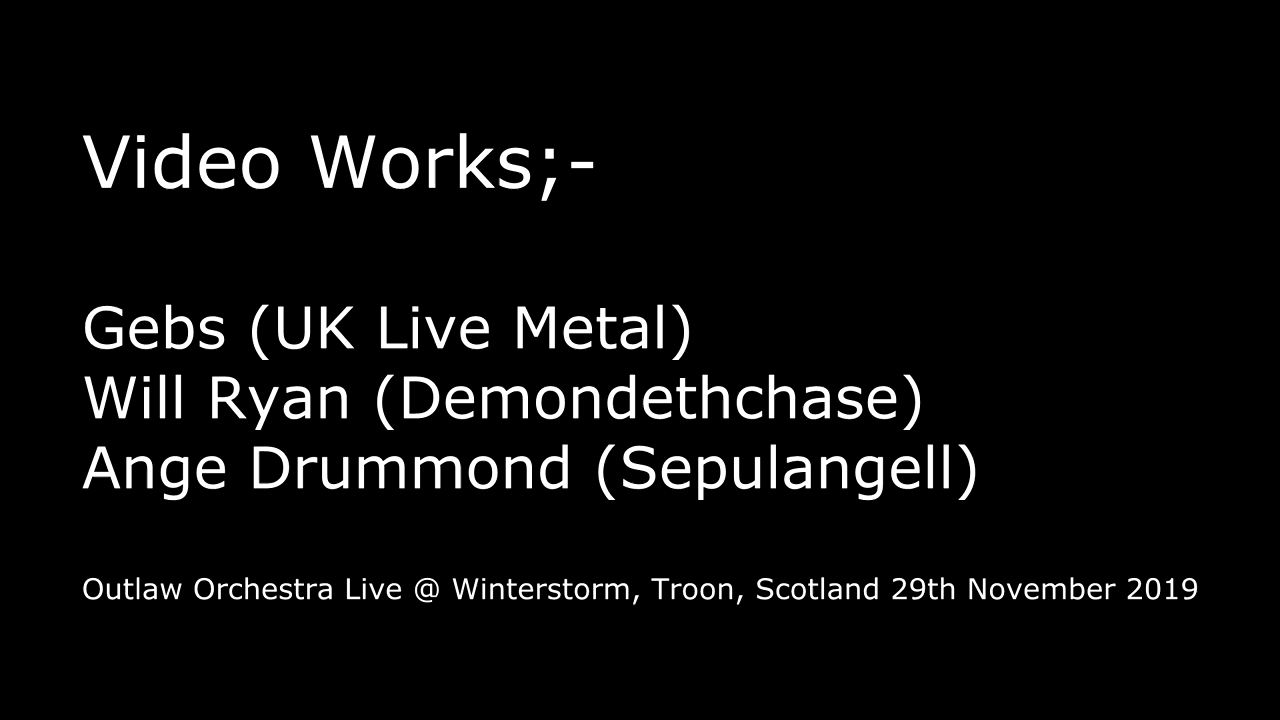 Video Works;-
Gebs (UK Live Metal)
Will Ryan (Demondethchase)
Ange Drummond (Sepulangell)
Outlaw Orchestra Live @ Winterstorm, Troon, Scotland 29th November 2019